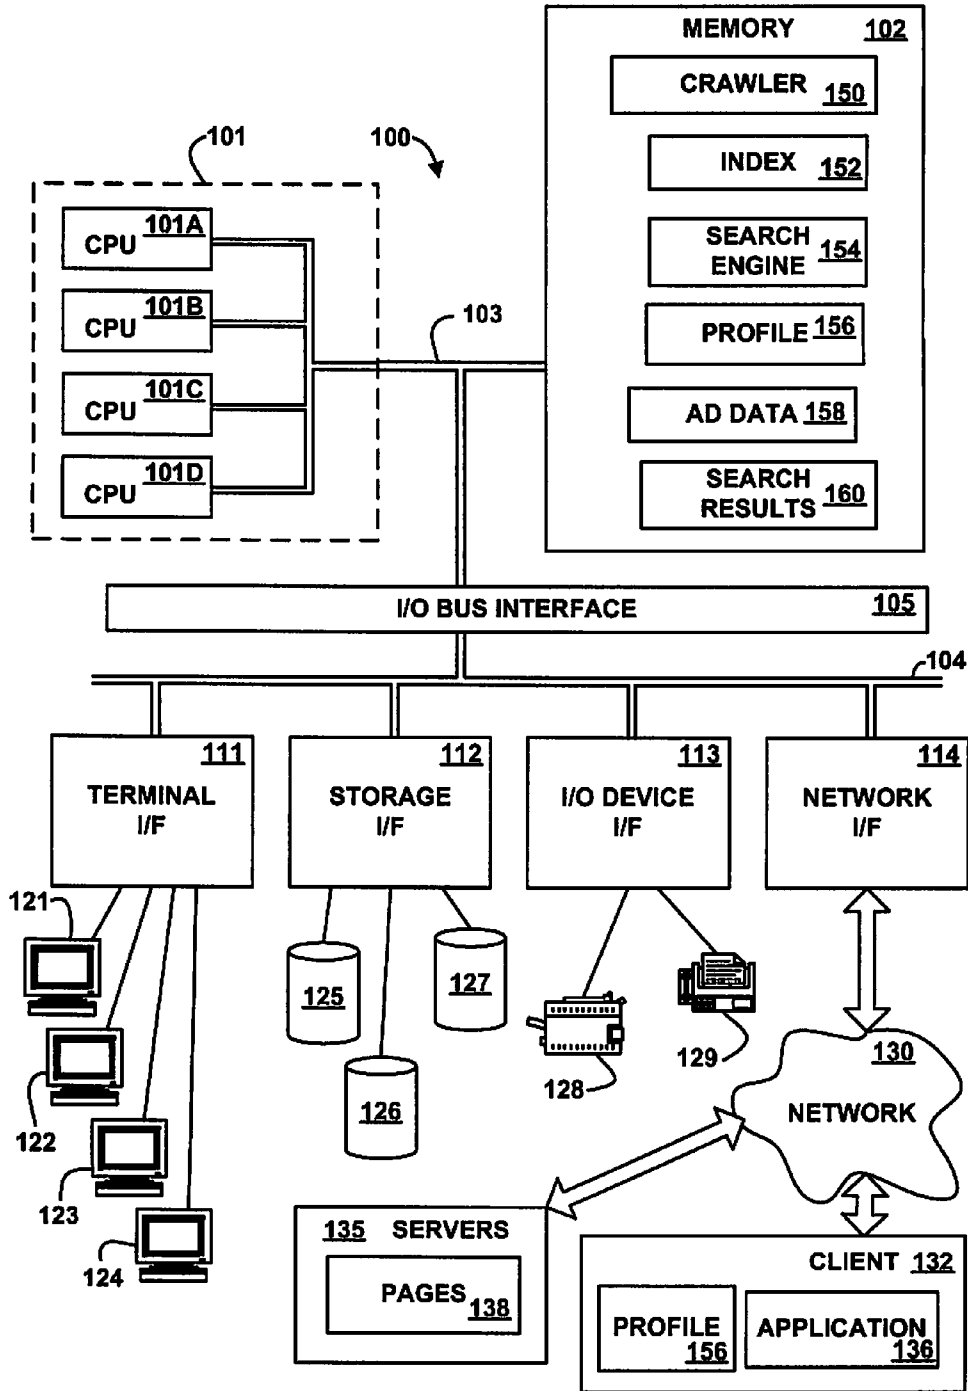 MEMORY 102
CRAWLER 150
INDEX 152
SEARCH
ENGINE 154
PROFILE 156
AD DATA 158
SEARCH
RESULTS 160
101
100
CPU 101A
CPU 101B
CPU 101C
CPU 101D
103
I/O BUS INTERFACE 105
104
111
TERMINAL
I/F
112
STORAGE
I/F
113
I/O DEVICE
I/F
114
NETWORK
I/F
121
122
123
124
125
126
127
128
129
130
NETWORK
135 SERVERS
PAGES 138
CLIENT 132
PROFILE
156
APPLICATION
136